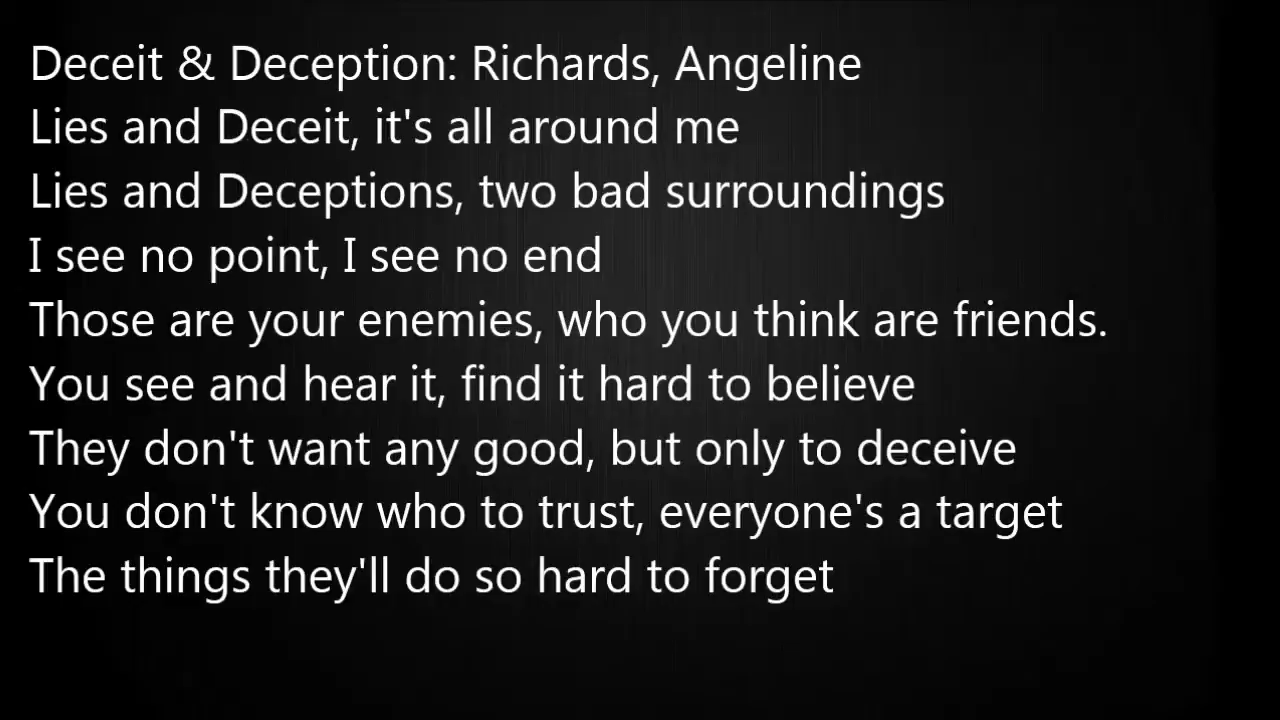 Deceit & Deception: Richards, Angeline
Lies and Deceit, it's all around me
Lies and Deceptions, two bad surroundings
I see no point, I see no end
Those are your enemies, who you think are friends.
You see and hear it, find it hard to believe
They don't want any good, but only to deceive
You don't know who to trust, everyone's a target
The things they'll do so hard to forget